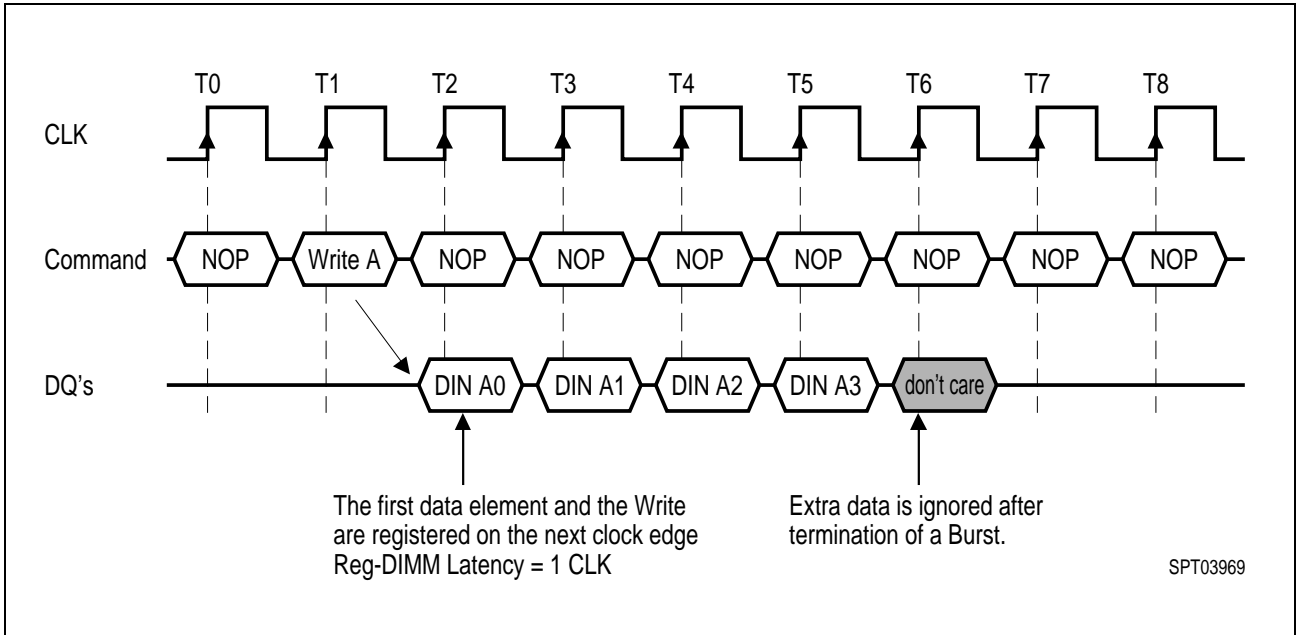 T0 T1 T2 T3 T4 T5 T6 T7 T8
CLK
Command NOP Write A NOP NOP NOP NOP NOP NOP NOP
DQ's DIN A0 DIN A1 DIN A2 DIN A3 don't care
The first data element and the Write
are registered on the next clock edge
Reg-DIMM Latency = 1 CLK
Extra data is ignored after
termination of a Burst.
SPT03969